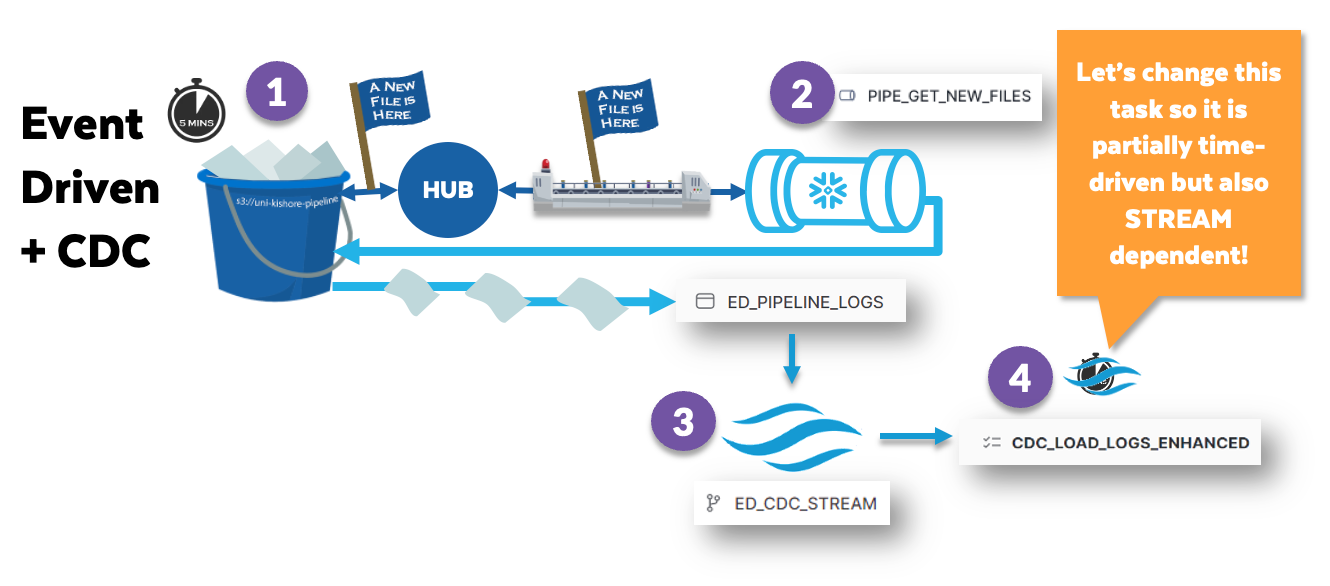 Event
Driven
+ CDC
5 MINS
1
s3://uni-kishore-pipeline
A NEW
FILE IS
HERE
HUB
A NEW
FILE IS
HERE
2
PIPE_GET_NEW_FILES
Let's change this
task so it is
partially time-
driven but also
STREAM
dependent!
ED_PIPELINE_LOGS
3
ED_CDC_STREAM
4
CDC_LOAD_LOGS_ENHANCED